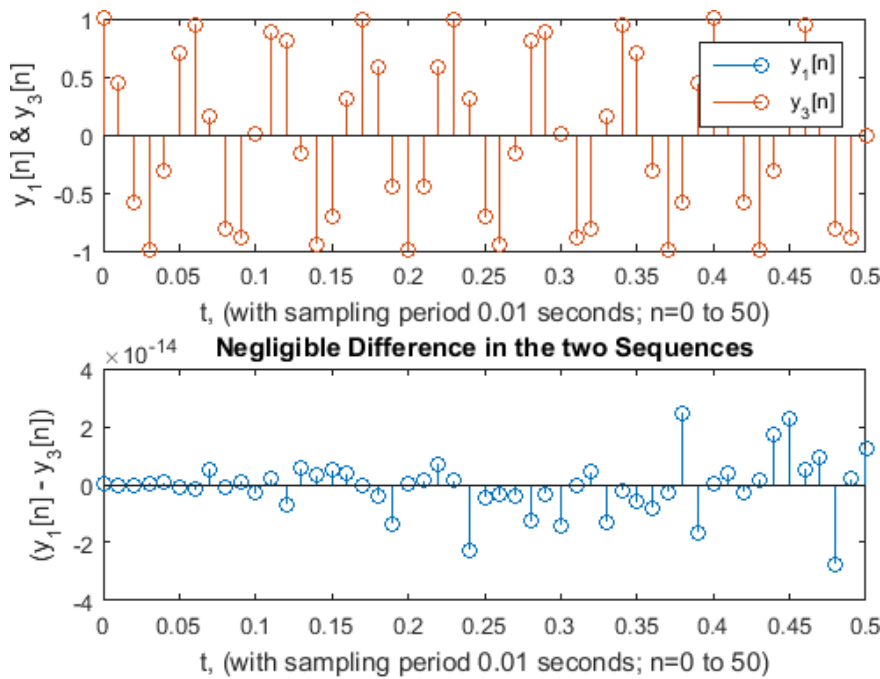 1
0.5
0
-0.5
-1
y₁[n] & y₃[n]
y₁[n]
y₃[n]
0 0.05 0.1 0.15 0.2 0.25 0.3 0.35 0.4 0.45 0.5
t, (with sampling period 0.01 seconds; n=0 to 50)
×10⁻¹⁴ Negligible Difference in the two Sequences
4
2
0
-2
-4
(y₁[n] - y₃[n])
0 0.05 0.1 0.15 0.2 0.25 0.3 0.35 0.4 0.45 0.5
t, (with sampling period 0.01 seconds; n=0 to 50)